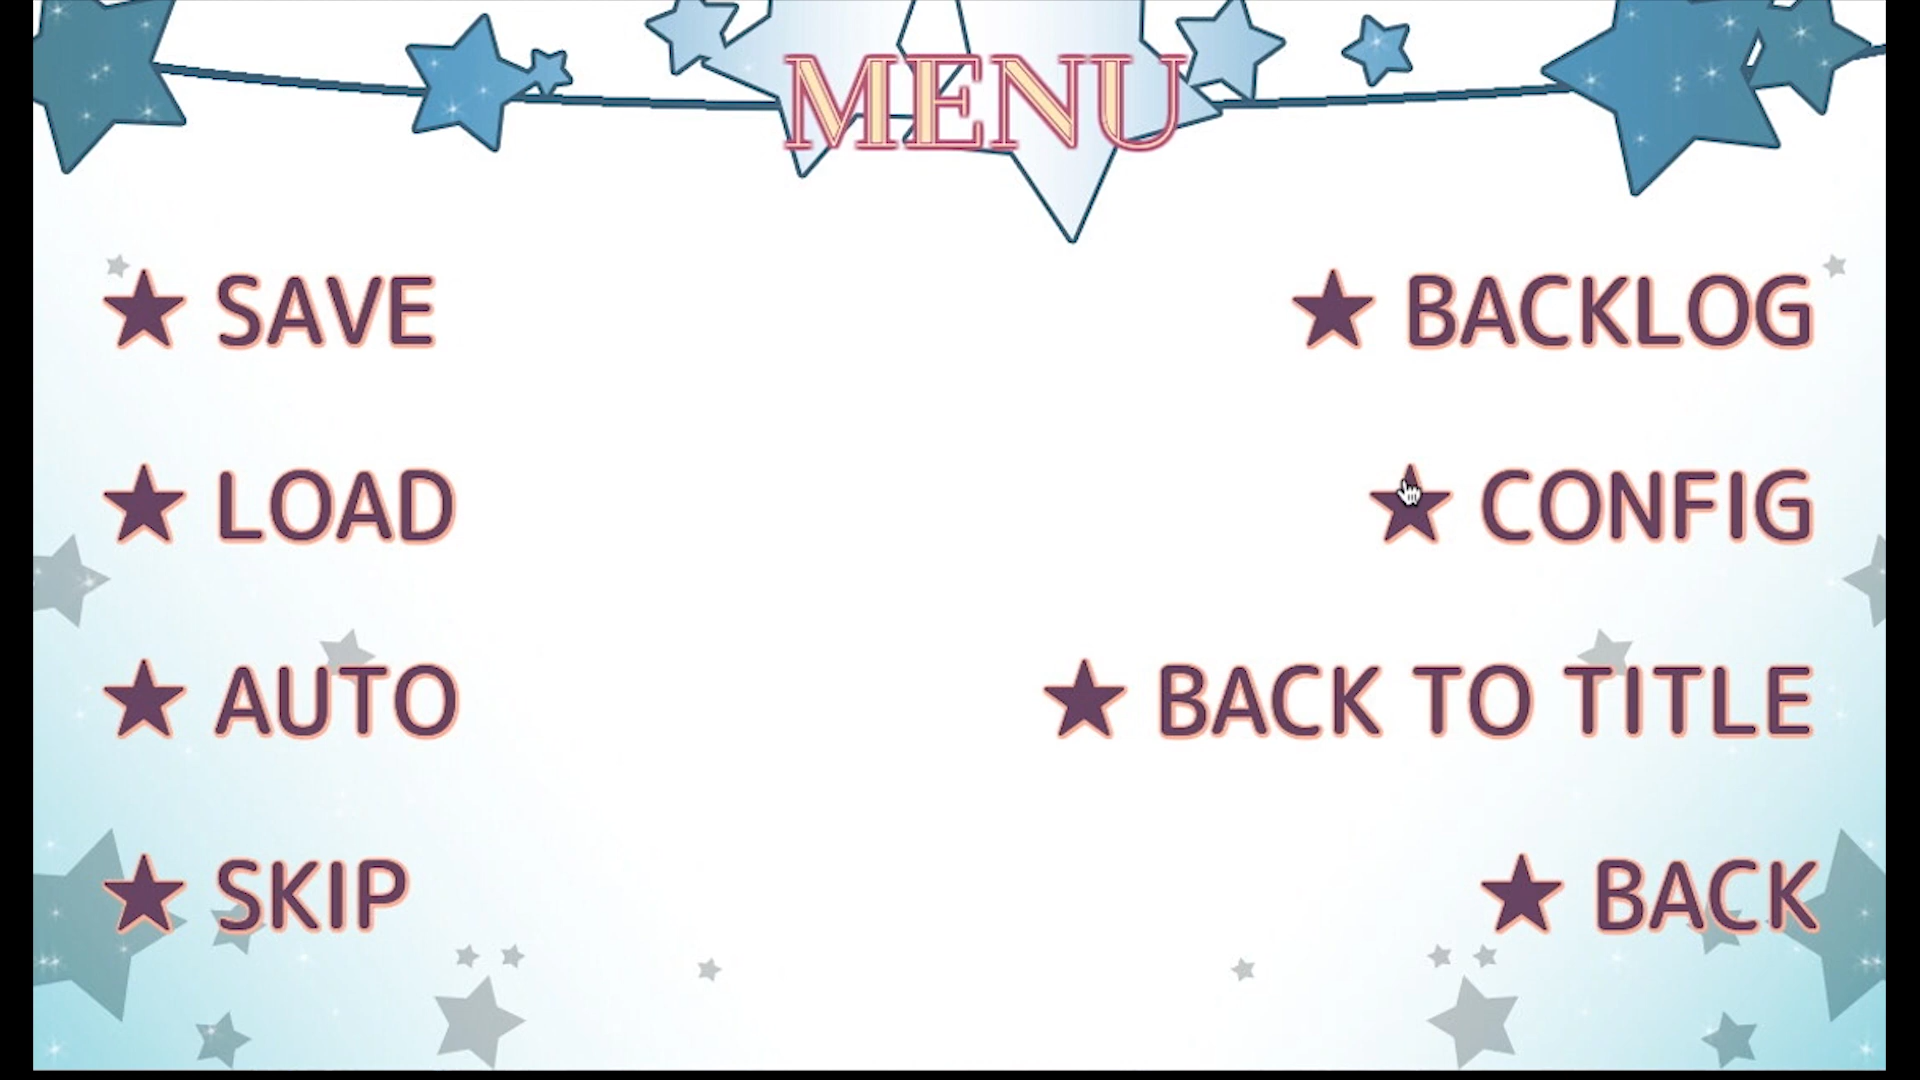 MENU
★ SAVE
★ LOAD
★ AUTO
★ SKIP
★ BACKLOG
★ CONFIG
★ BACK TO TITLE
★ BACK